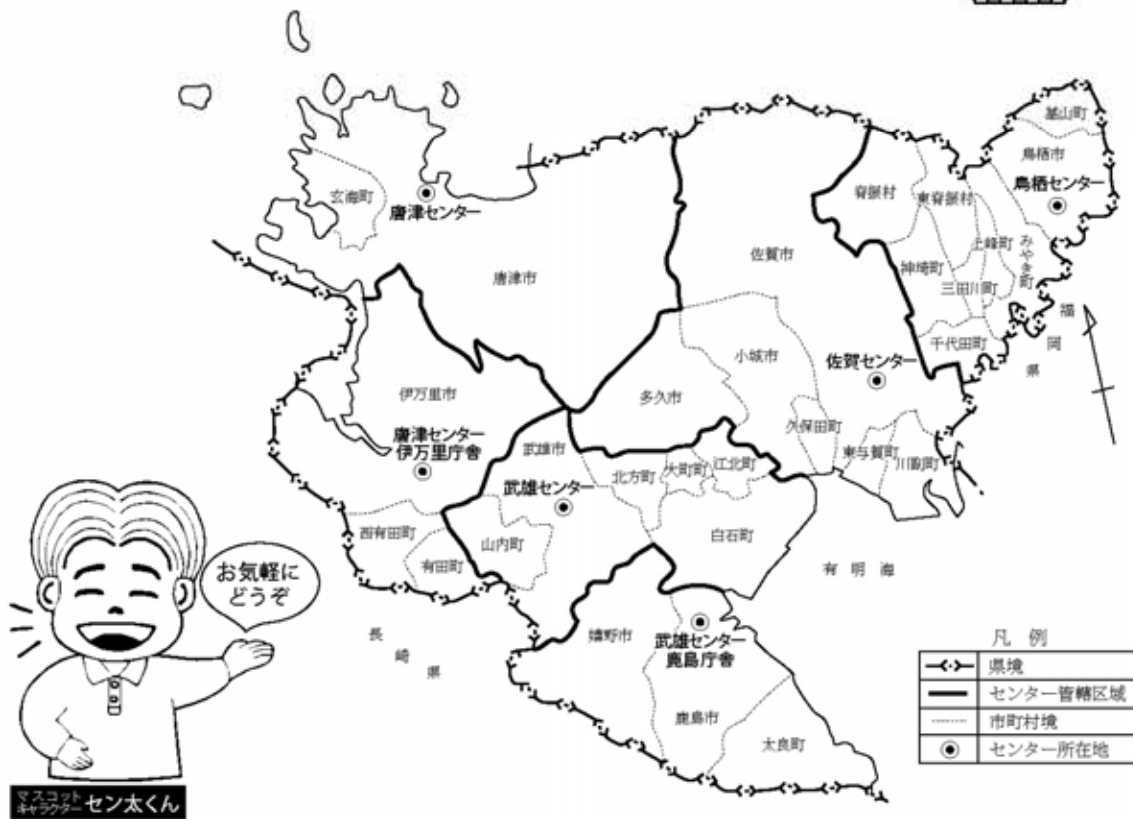 基山町
鳥栖市
鳥栖センター
脊振村
東脊振村
玄海町
唐津センター
上峰町
みやき町
佐賀市
神埼町
三田川町
唐津市
福岡県
千代田町
小城市
佐賀センター
伊万里市
多久市
久保田町
唐津センター
伊万里庁舎
武雄市
北方町
大町町
江北町
東与賀町
川副町
武雄センター
白石町
西有田町
山内町
有田町
有明海
お気軽に
どうぞ
長崎県
嬉野市
武雄センター
鹿島庁舎
鹿島市
太良町
凡例
県境
センター管轄区域
市町村境
センター所在地
マスコット
キャラクター
セン太くん